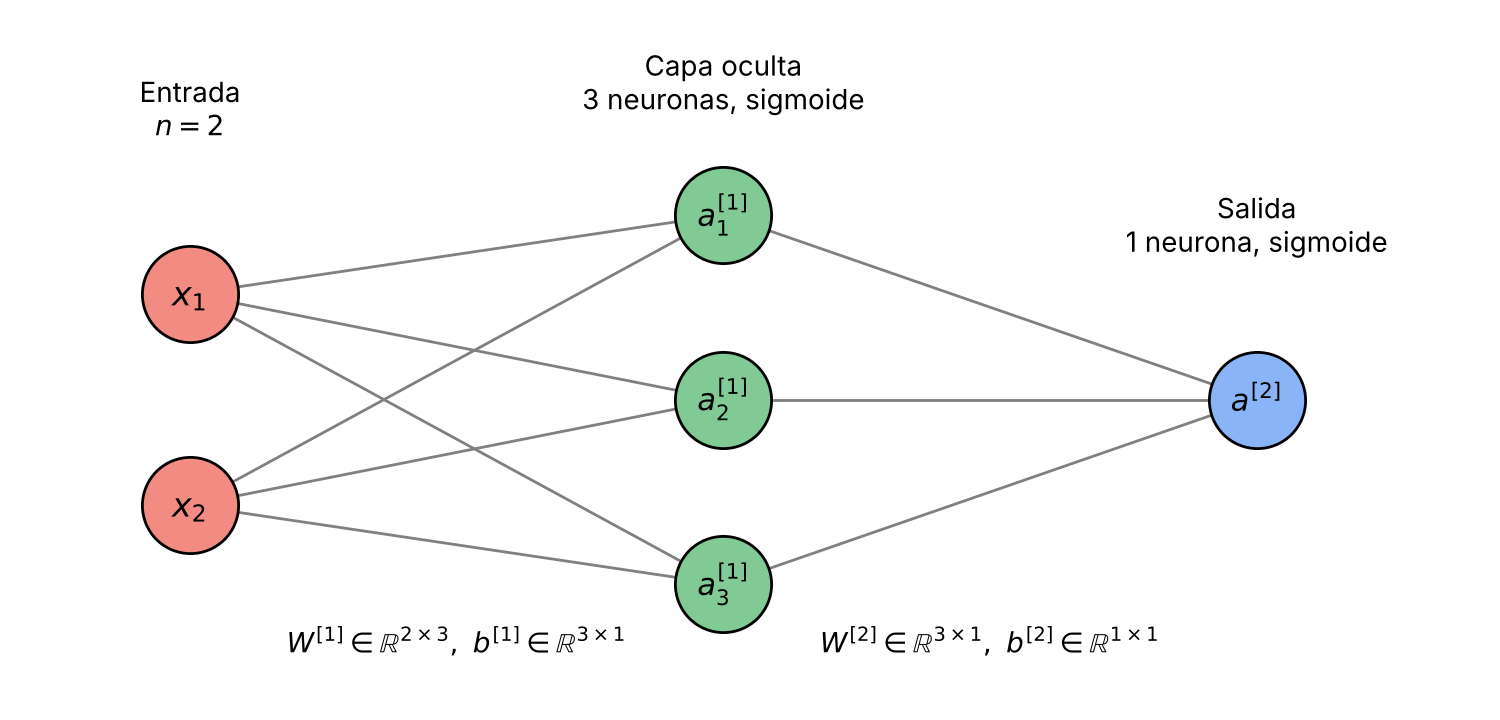 Entrada
n = 2
Capa oculta
3 neuronas, sigmoide
Salida
1 neurona, sigmoide
x₁
x₂
a₁^[1]
a₂^[1]
a₃^[1]
a^[2]
W^[1] ∈ ℝ^2×3, b^[1] ∈ ℝ^3×1
W^[2] ∈ ℝ^3×1, b^[2] ∈ ℝ^1×1